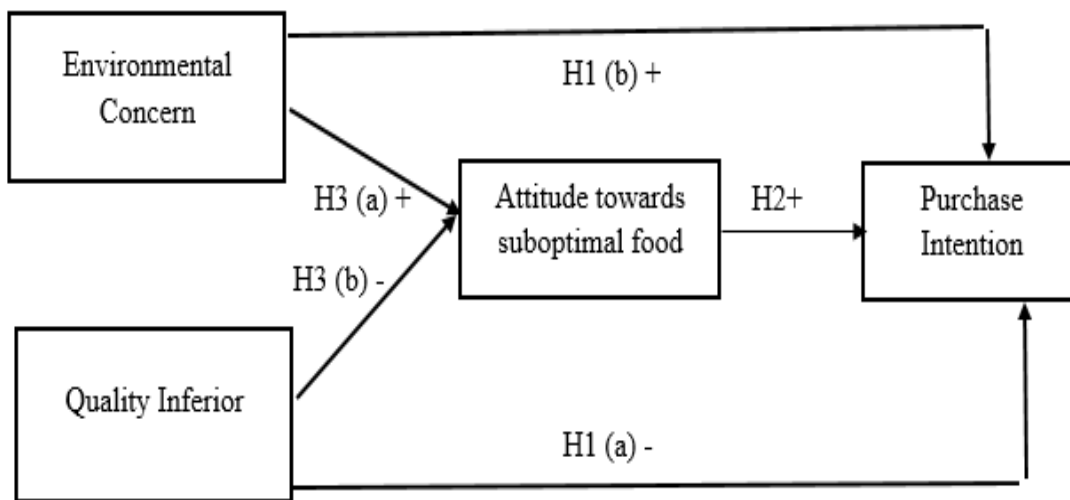 Environmental
Concern
H1 (b) +
H3 (a) +
Attitude towards
suboptimal food
H2+
Purchase
Intention
H3 (b) -
Quality Inferior
H1 (a) -